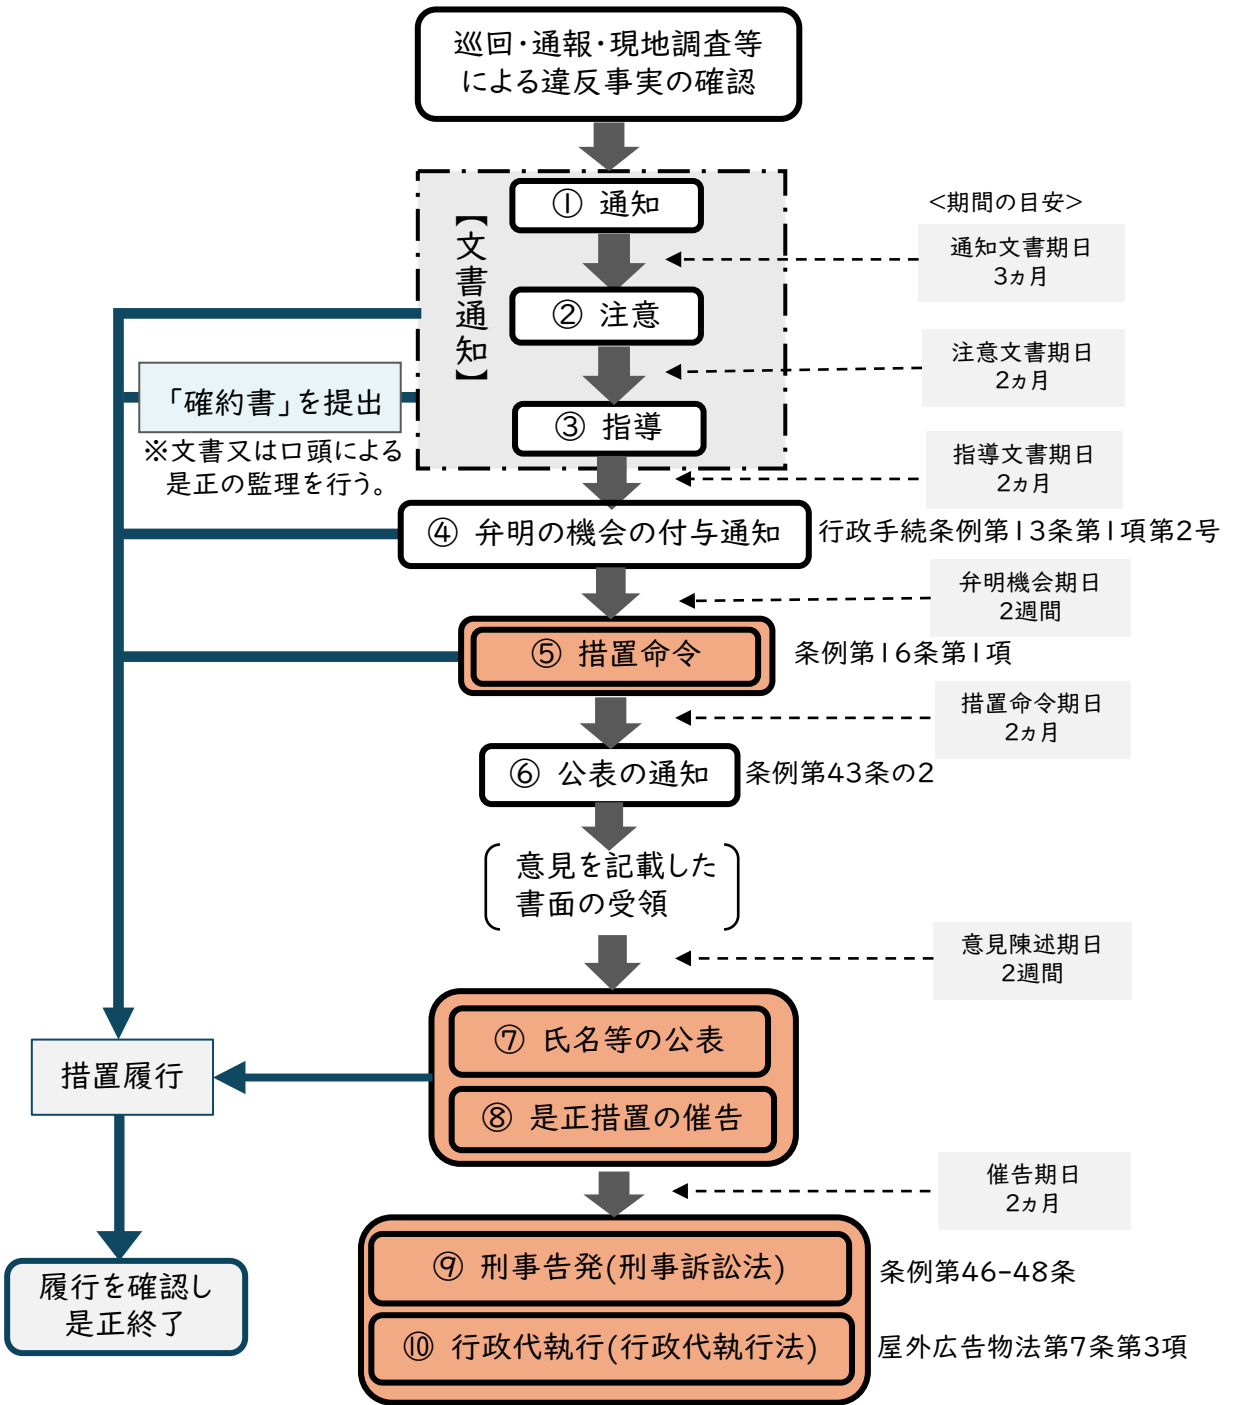 巡回・通報・現地調査等
による違反事実の確認
【文書通知】
① 通知
<期間の目安>
通知文書期日
3ヵ月
② 注意
注意文書期日
2ヵ月
「確約書」を提出
※文書又は口頭による
是正の監理を行う。
③ 指導
指導文書期日
2ヵ月
④ 弁明の機会の付与通知
行政手続条例第13条第1項第2号
弁明機会期日
2週間
⑤ 措置命令
条例第16条第1項
措置命令期日
2ヵ月
⑥ 公表の通知
条例第43条の2
意見を記載した
書面の受領
意見陳述期日
2週間
⑦ 氏名等の公表
措置履行
⑧ 是正措置の催告
催告期日
2ヵ月
⑨ 刑事告発(刑事訴訟法)
条例第46-48条
履行を確認し
是正終了
⑩ 行政代執行(行政代執行法)
屋外広告物法第7条第3項